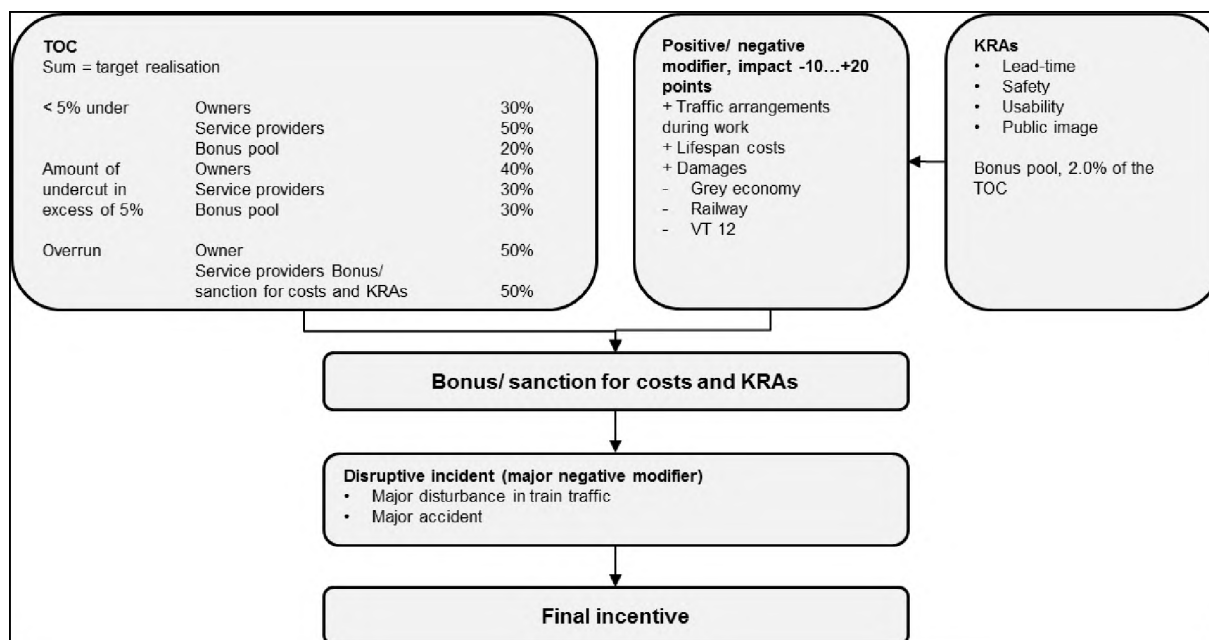 TOC
Sum = target realisation
< 5% under Owners 30%
Service providers 50%
Bonus pool 20%
Amount of Owners 40%
undercut in Service providers 30%
excess of 5% Bonus pool 30%
Overrun Owner 50%
Service providers Bonus/
sanction for costs and KRAs 50%
Positive/ negative
modifier, impact -10...+20
points
+ Traffic arrangements
during work
+ Lifespan costs
+ Damages
- Grey economy
- Railway
- VT 12
KRAs
• Lead-time
• Safety
• Usability
• Public image
Bonus pool, 2.0% of the
TOC
Bonus/ sanction for costs and KRAs
Disruptive incident (major negative modifier)
• Major disturbance in train traffic
• Major accident
Final incentive